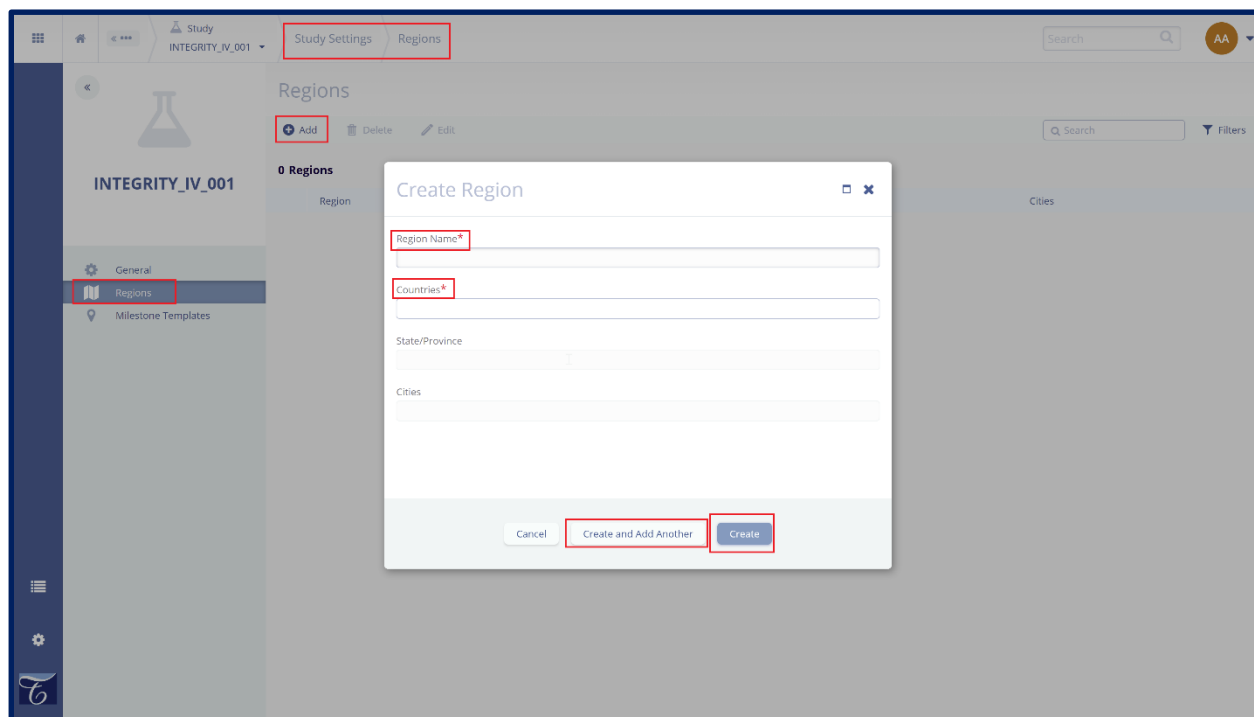 Study
INTEGRITY_IV_001
Study Settings
Regions
Search
AA
Regions
Add
Delete
Edit
Search
Filters
INTEGRITY_IV_001
0 Regions
Region
Cities
General
Regions
Milestone Templates
Create Region
Region Name*
Countries*
State/Province
Cities
Cancel
Create and Add Another
Create